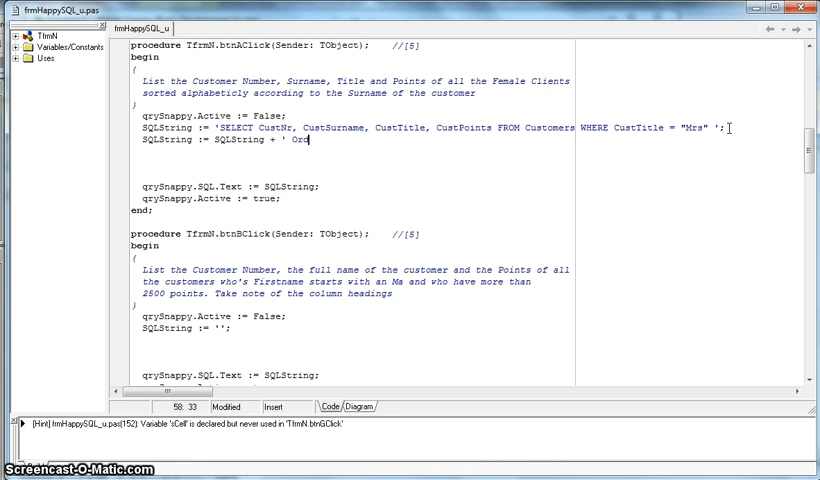 frmHappySQL_u.pas
frmHappySQL_u
TfrmN
Variables/Constants
Uses
procedure TfrmN.btnAClick(Sender: TObject);    //[5]
begin
{
List the Customer Number, Surname, Title and Points of all the Female Clients
sorted alphabeticly according to the Surname of the customer
}
qrySnappy.Active := False;
SQLString := 'SELECT CustNr, CustSurname, CustTitle, CustPoints FROM Customers WHERE CustTitle = "Mrs" ';
SQLString := SQLString + ' Ord
qrySnappy.SQL.Text := SQLString;
qrySnappy.Active := true;
end;
procedure TfrmN.btnBClick(Sender: TObject);    //[5]
begin
{
List the Customer Number, the full name of the customer and the Points of all
the customers who's Firstname starts with an Ma and who have more than
2500 points. Take note of the column headings
}
qrySnappy.Active := False;
SQLString := '';
qrySnappy.SQL.Text := SQLString;
58: 33 Modified Insert Code Diagram
[Hint] frmHappySQL_u.pas(152): Variable 'sCell' is declared but never used in 'TfrmN.btnGClick'
Screencast-O-Matic.com